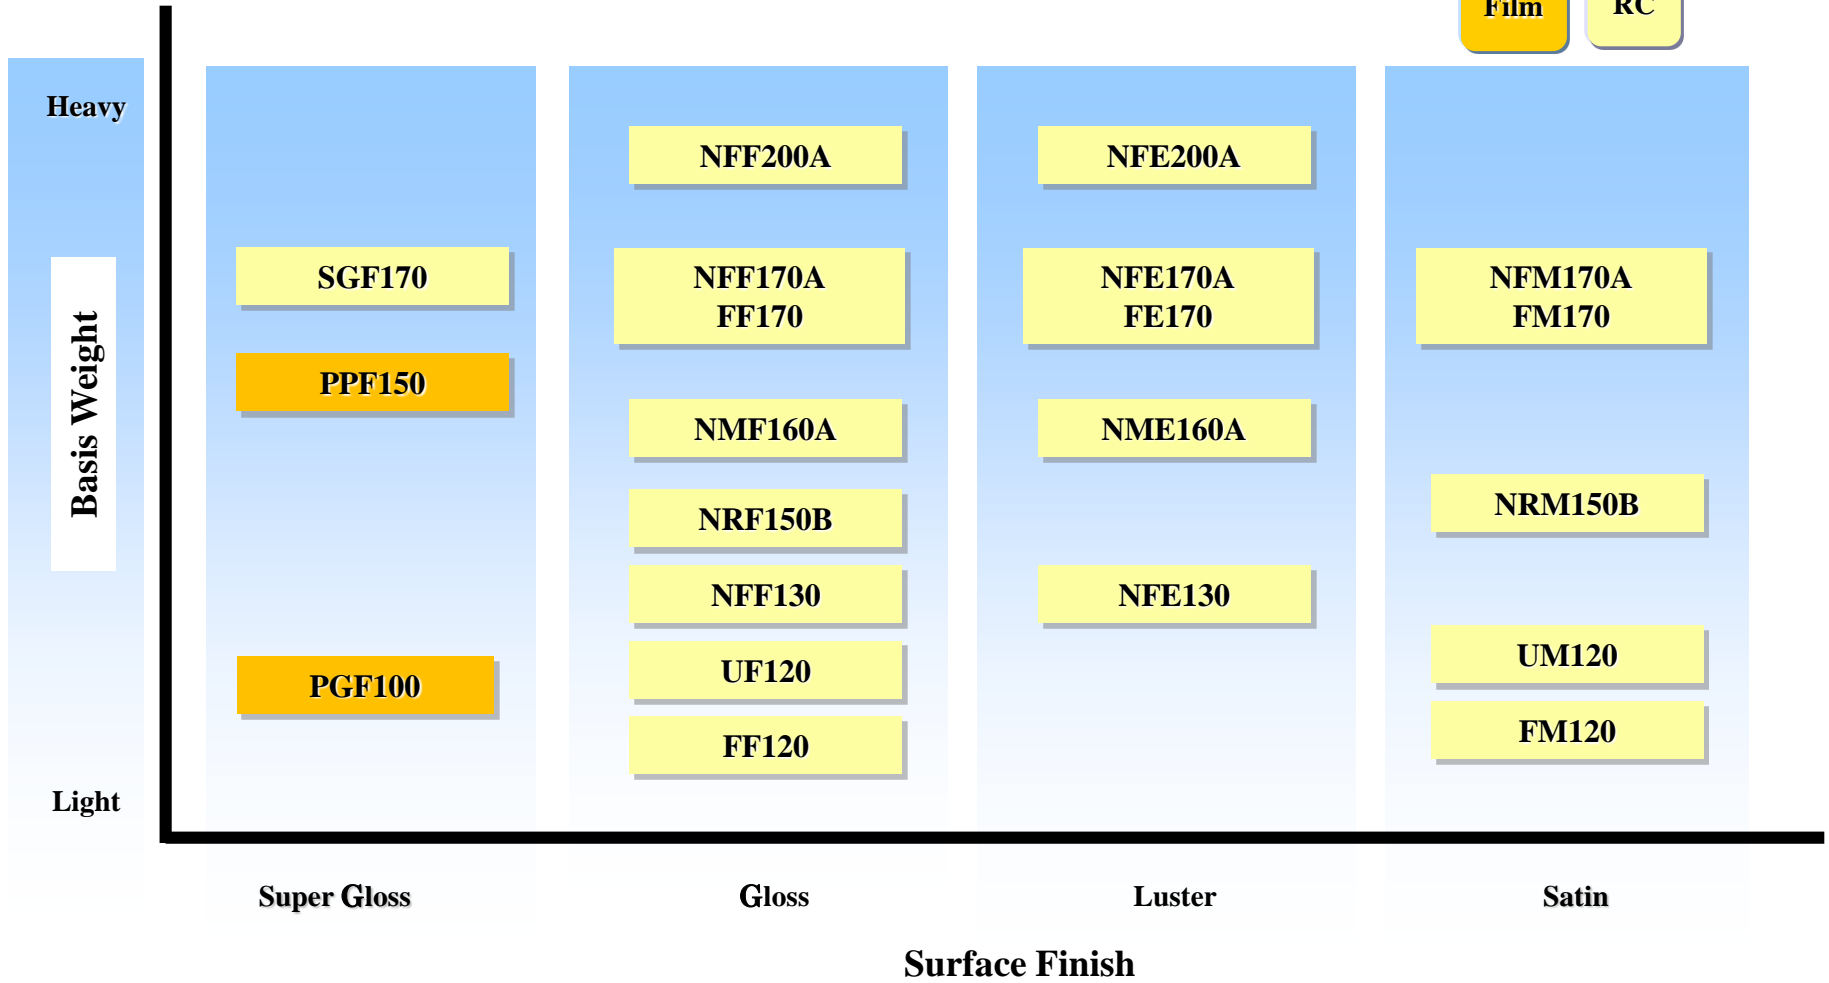 Film
RC
Heavy
Basis Weight
Light
SGF170
PPF150
PGF100
NFF200A
NFF170A
FF170
NMF160A
NRF150B
NFF130
UF120
FF120
NFE200A
NFE170A
FE170
NME160A
NFE130
NFM170A
FM170
NRM150B
UM120
FM120
Super Gloss
Gloss
Luster
Satin
Surface Finish